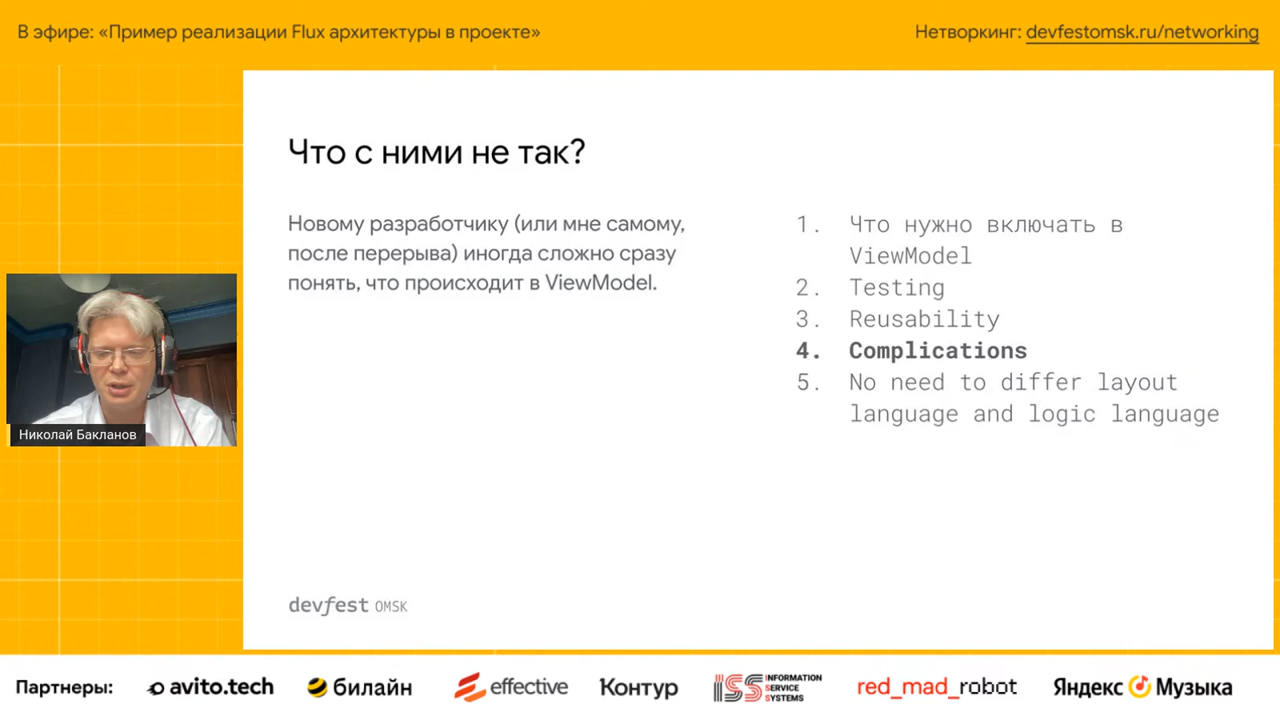 В эфире: «Пример реализации Flux архитектуры в проекте»
Нетворкинг: devfestomsk.ru/networking
Что с ними не так?
Новому разработчику (или мне самому,
после перерыва) иногда сложно сразу
понять, что происходит в ViewModel.
1. Что нужно включать в
ViewModel
2. Testing
3. Reusability
4. Complications
5. No need to differ layout
language and logic language
Николай Бакланов
devfest OMSK
Партнеры: avito.tech билайн effective Контур ISS INFORMATION SERVICE SYSTEMS red_mad_robot Яндекс Музыка